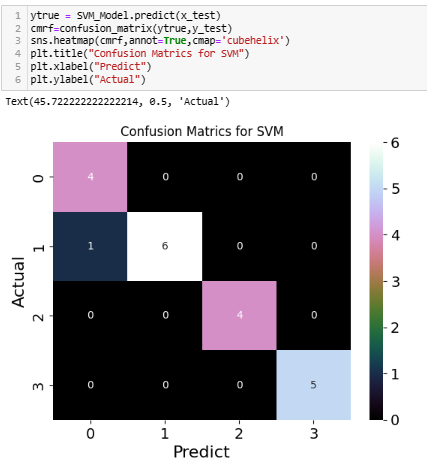 1 ytrue = SVM_Model.predict(x_test)
2 cmrf=confusion_matrix(ytrue,y_test)
3 sns.heatmap(cmrf,annot=True,cmap='cubehelix')
4 plt.title("Confusion Matrics for SVM")
5 plt.xlabel("Predict")
6 plt.ylabel("Actual")
Text(45.722222222222214, 0.5, 'Actual')
Confusion Matrics for SVM
Actual
0 4 0 0 0
1 1 6 0 0
2 0 0 4 0
3 0 0 0 5
0 1 2 3
Predict
6
5
4
3
2
1
0